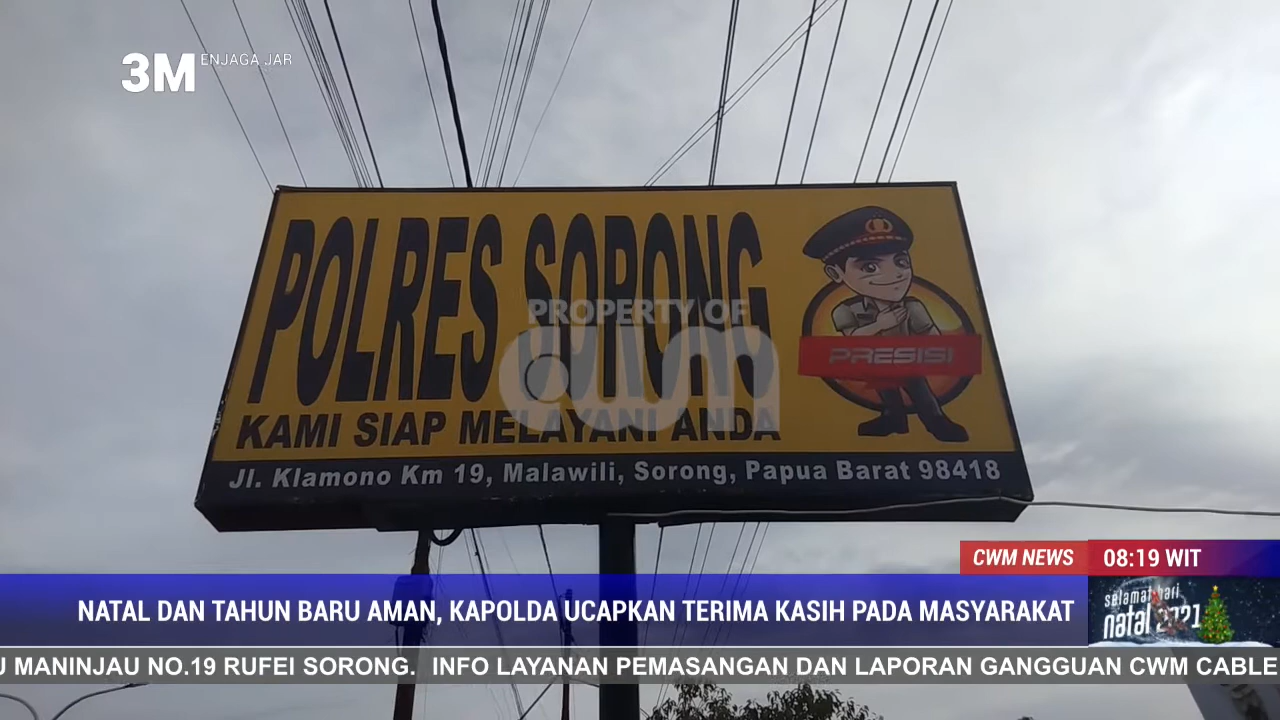 3M ENJAGA JAR
POLRES SORONG
PROPERTY OF
cwm
KAMI SIAP MELAYANI ANDA
PRESISI
Jl. Klamono Km 19, Malawili, Sorong, Papua Barat 98418
CWM NEWS 08:19 WIT
NATAL DAN TAHUN BARU AMAN, KAPOLDA UCAPKAN TERIMA KASIH PADA MASYARAKAT
selamat hari
natal 2021
U MANINJAU NO.19 RUFEI SORONG. INFO LAYANAN PEMASANGAN DAN LAPORAN GANGGUAN CWM CABLE